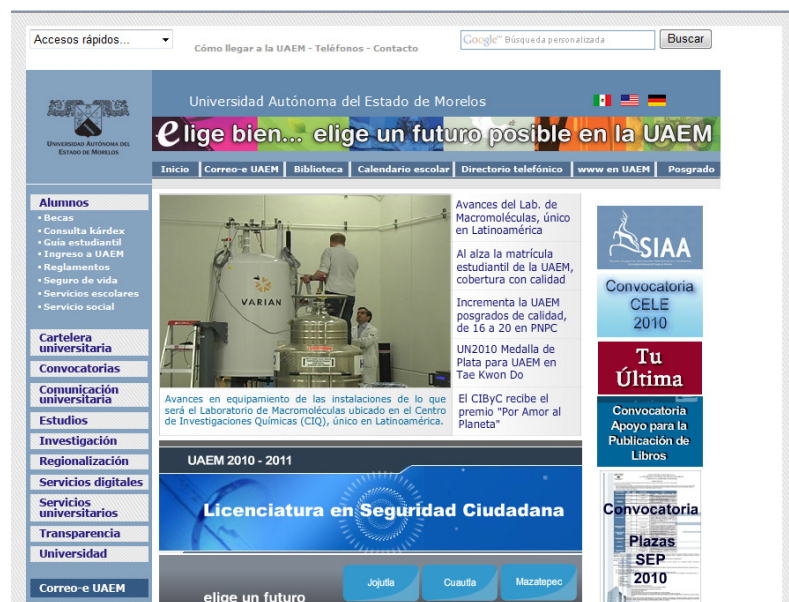 Accesos rápidos...
Cómo llegar a la UAEM - Teléfonos - Contacto
Google™ Búsqueda personalizada
Buscar
Universidad Autónoma del Estado de Morelos
UNIVERSIDAD AUTÓNOMA DEL
ESTADO DE MORELOS
elige bien... elige un futuro posible en la UAEM
Inicio
Correo-e UAEM
Biblioteca
Calendario escolar
Directorio telefónico
www en UAEM
Posgrado
Alumnos
Becas
Consulta kárdex
Guía estudiantil
Ingreso a UAEM
Reglamentos
Seguro de vida
Servicios escolares
Servicio social
Cartelera
universitaria
Convocatorias
Comunicación
universitaria
Estudios
Investigación
Regionalización
Servicios digitales
Servicios
universitarios
Transparencia
Universidad
Correo-e UAEM
VARIAN
Avances en equipamiento de las instalaciones de lo que
será el Laboratorio de Macromoléculas ubicado en el Centro
de Investigaciones Químicas (CIQ), único en Latinoamérica.
Avances del Lab. de
Macromoléculas, único
en Latinoamérica
Al alza la matrícula
estudiantil de la UAEM,
cobertura con calidad
Incrementa la UAEM
posgrados de calidad,
de 16 a 20 en PNPC
UN2010 Medalla de
Plata para UAEM en
Tae Kwon Do
El CIByC recibe el
premio "Por Amor al
Planeta"
UAEM 2010 - 2011
Licenciatura en Seguridad Ciudadana
elige un futuro
Jojutla
Cuautla
Mazatepec
SIAA
Convocatoria
CELE
2010
Tu
Última
Convocatoria
Apoyo para la
Publicación de
Libros
Convocatoria
Plazas
SEP
2010